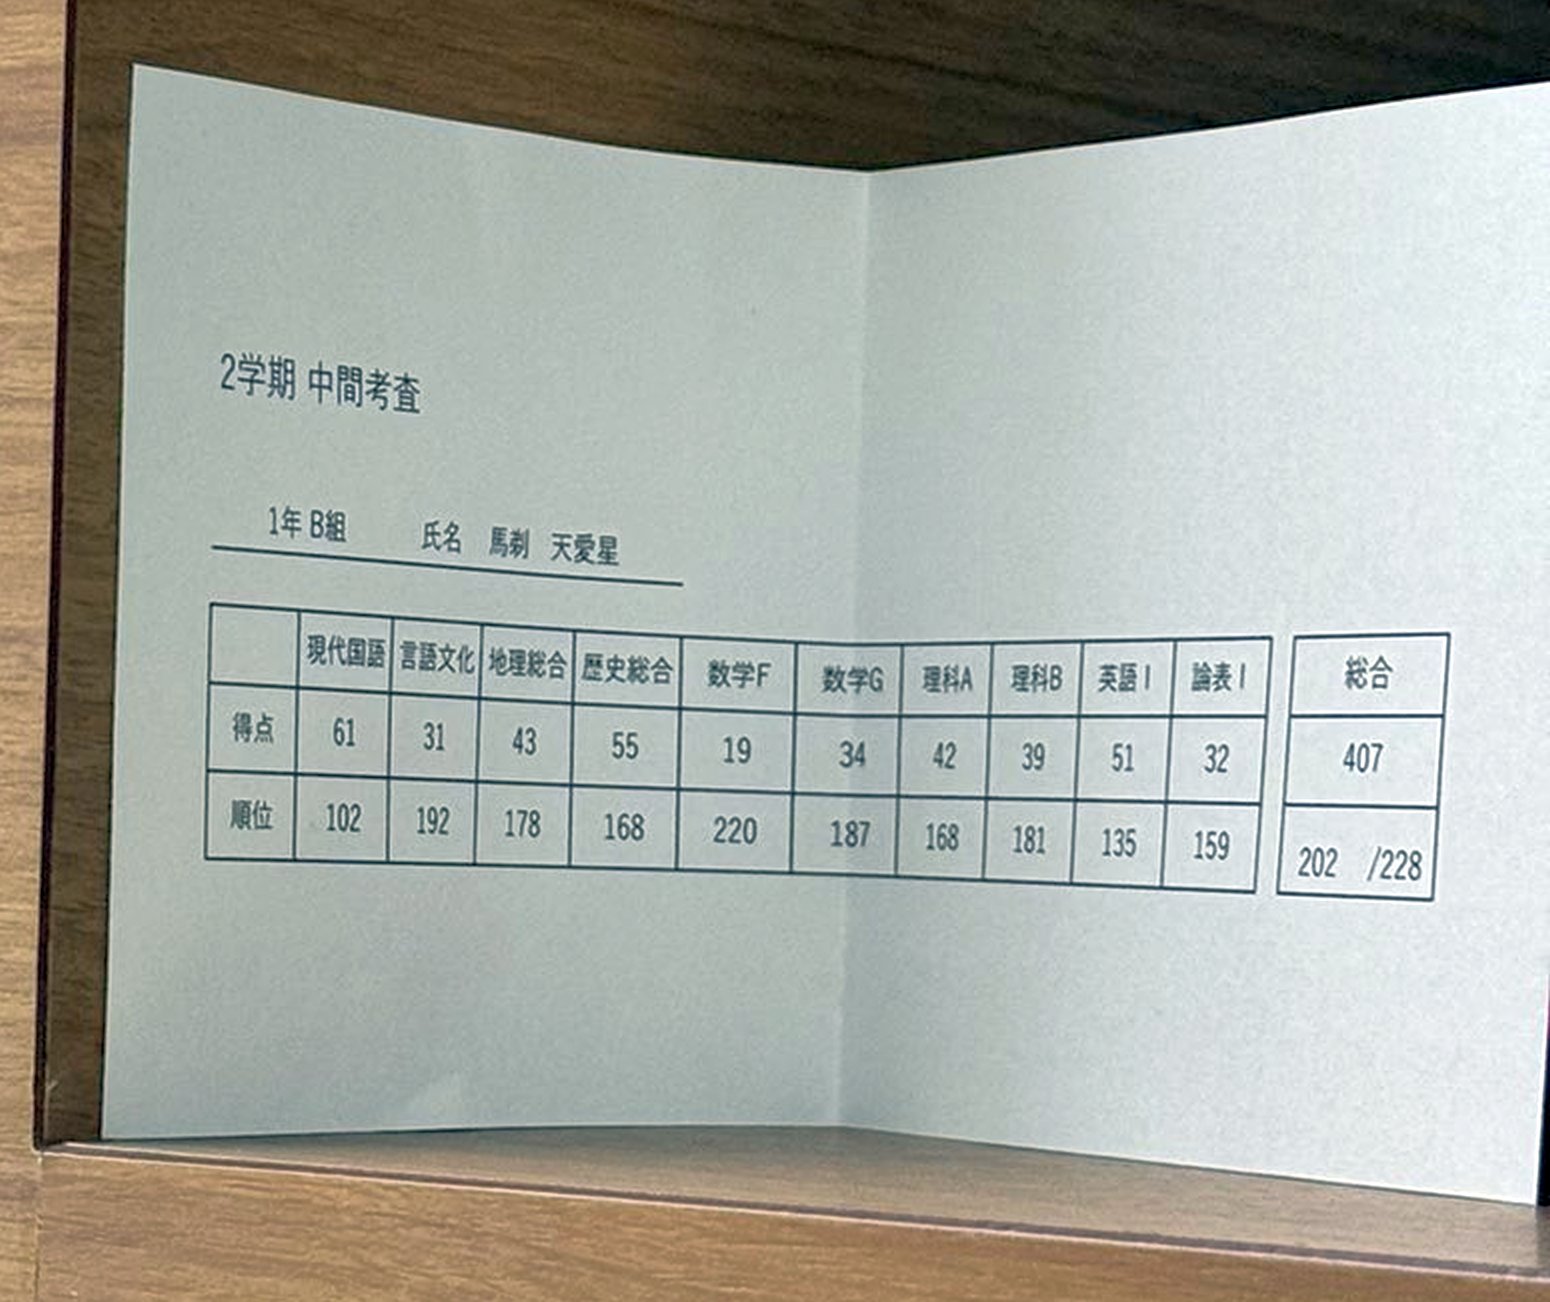 2学期 中間考査
1年 B組 氏名 馬剃 天愛星
現代国語 言語文化 地理総合 歴史総合 数学F 数学G 理科A 理科B 英語Ⅰ 論表Ⅰ 総合
得点 61 31 43 55 19 34 42 39 51 32 407
順位 102 192 178 168 220 187 168 181 135 159 202 /228